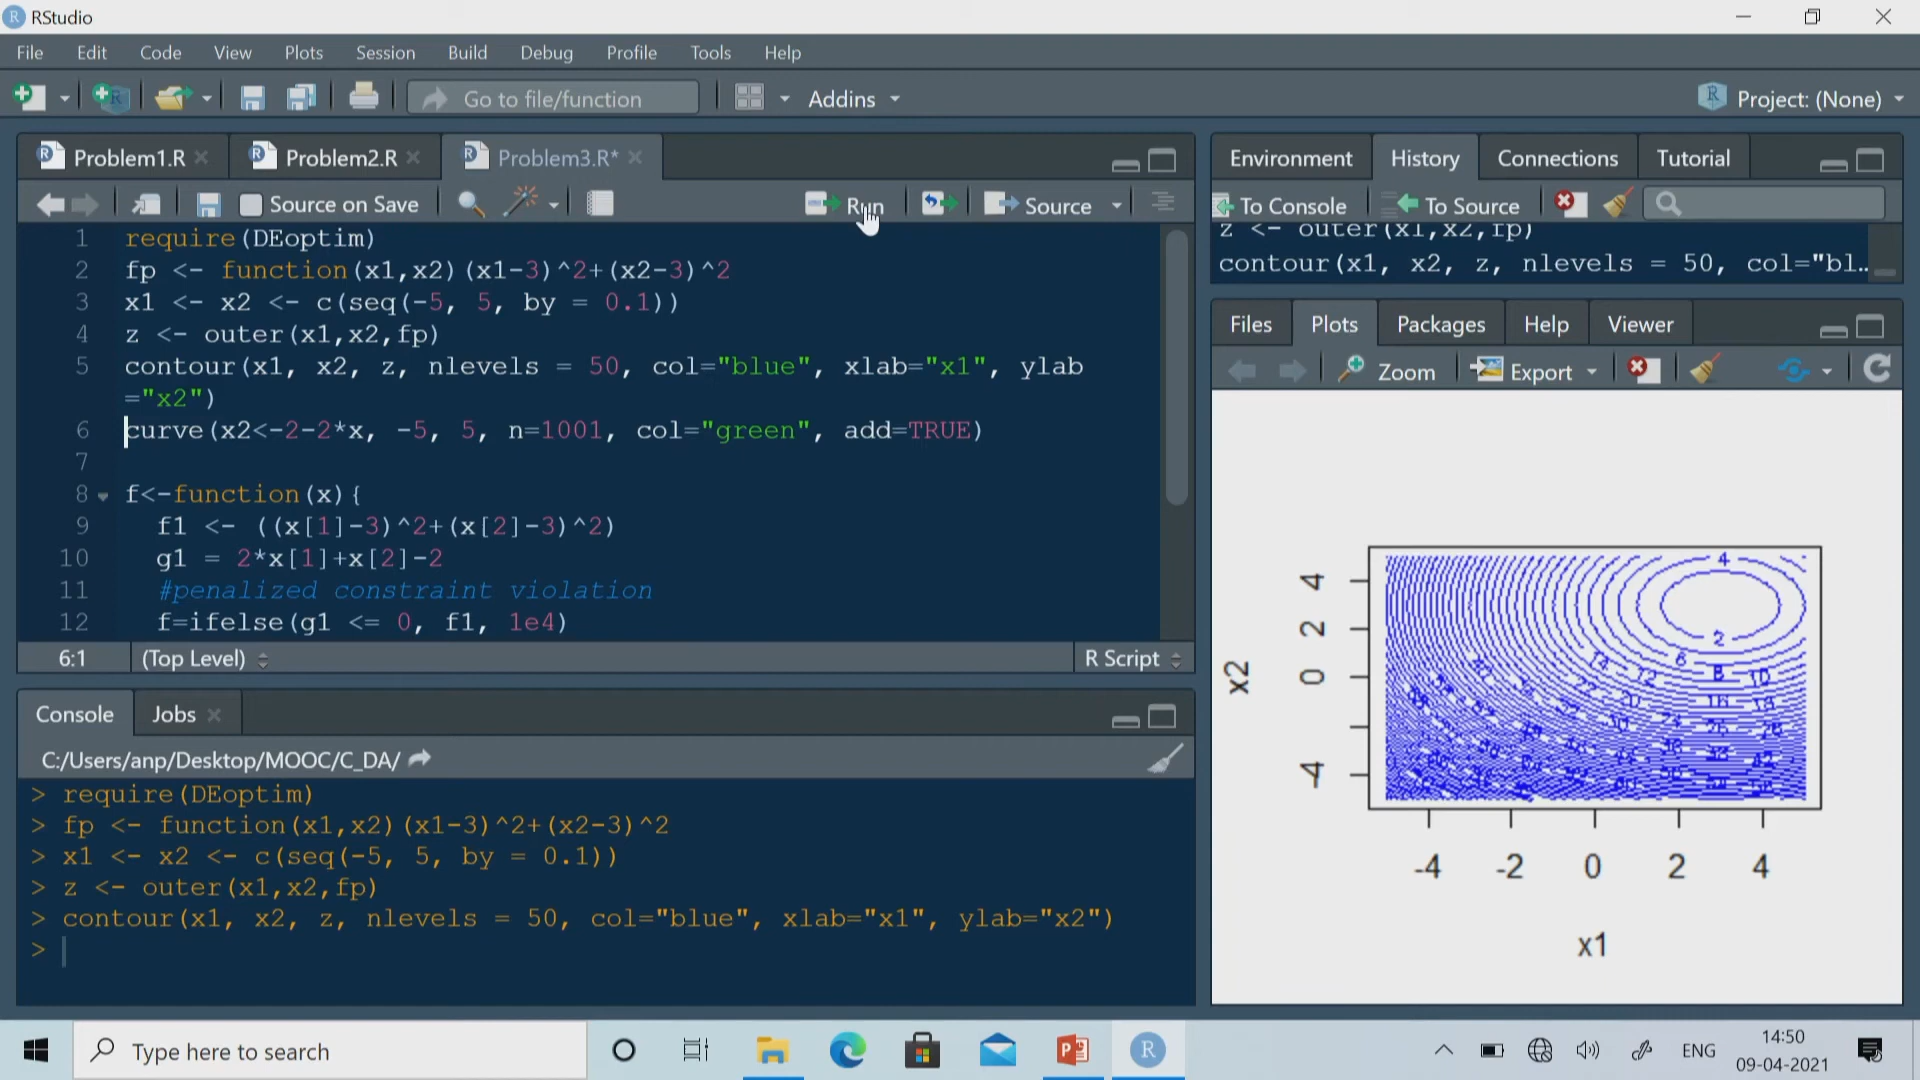 RStudio
File Edit Code View Plots Session Build Debug Profile Tools Help
Go to file/function Addins Project: (None)
Problem1.R Problem2.R Problem3.R*
Source on Save Run Source
1 require(DEoptim)
2 fp <- function(x1,x2)(x1-3)^2+(x2-3)^2
3 x1 <- x2 <- c(seq(-5, 5, by = 0.1))
4 z <- outer(x1,x2,fp)
5 contour(x1, x2, z, nlevels = 50, col="blue", xlab="x1", ylab
="x2")
6 curve(x2<-2-2*x, -5, 5, n=1001, col="green", add=TRUE)
7
8 f<-function(x){
9 f1 <- ((x[1]-3)^2+(x[2]-3)^2)
10 g1 = 2*x[1]+x[2]-2
11 #penalized constraint violation
12 f=ifelse(g1 <= 0, f1, 1e4)
6:1 (Top Level) R Script
Console Jobs
C:/Users/anp/Desktop/MOOC/C_DA/
> require(DEoptim)
> fp <- function(x1,x2)(x1-3)^2+(x2-3)^2
> x1 <- x2 <- c(seq(-5, 5, by = 0.1))
> z <- outer(x1,x2,fp)
> contour(x1, x2, z, nlevels = 50, col="blue", xlab="x1", ylab="x2")
>
Environment History Connections Tutorial
To Console To Source
z <- outer(x1,x2,fp)
contour(x1, x2, z, nlevels = 50, col="bl…
Files Plots Packages Help Viewer
Zoom Export
4
2
0
-4
x2
4
2
6
8
10
-4 -2 0 2 4
x1
Type here to search
ENG
14:50
09-04-2021